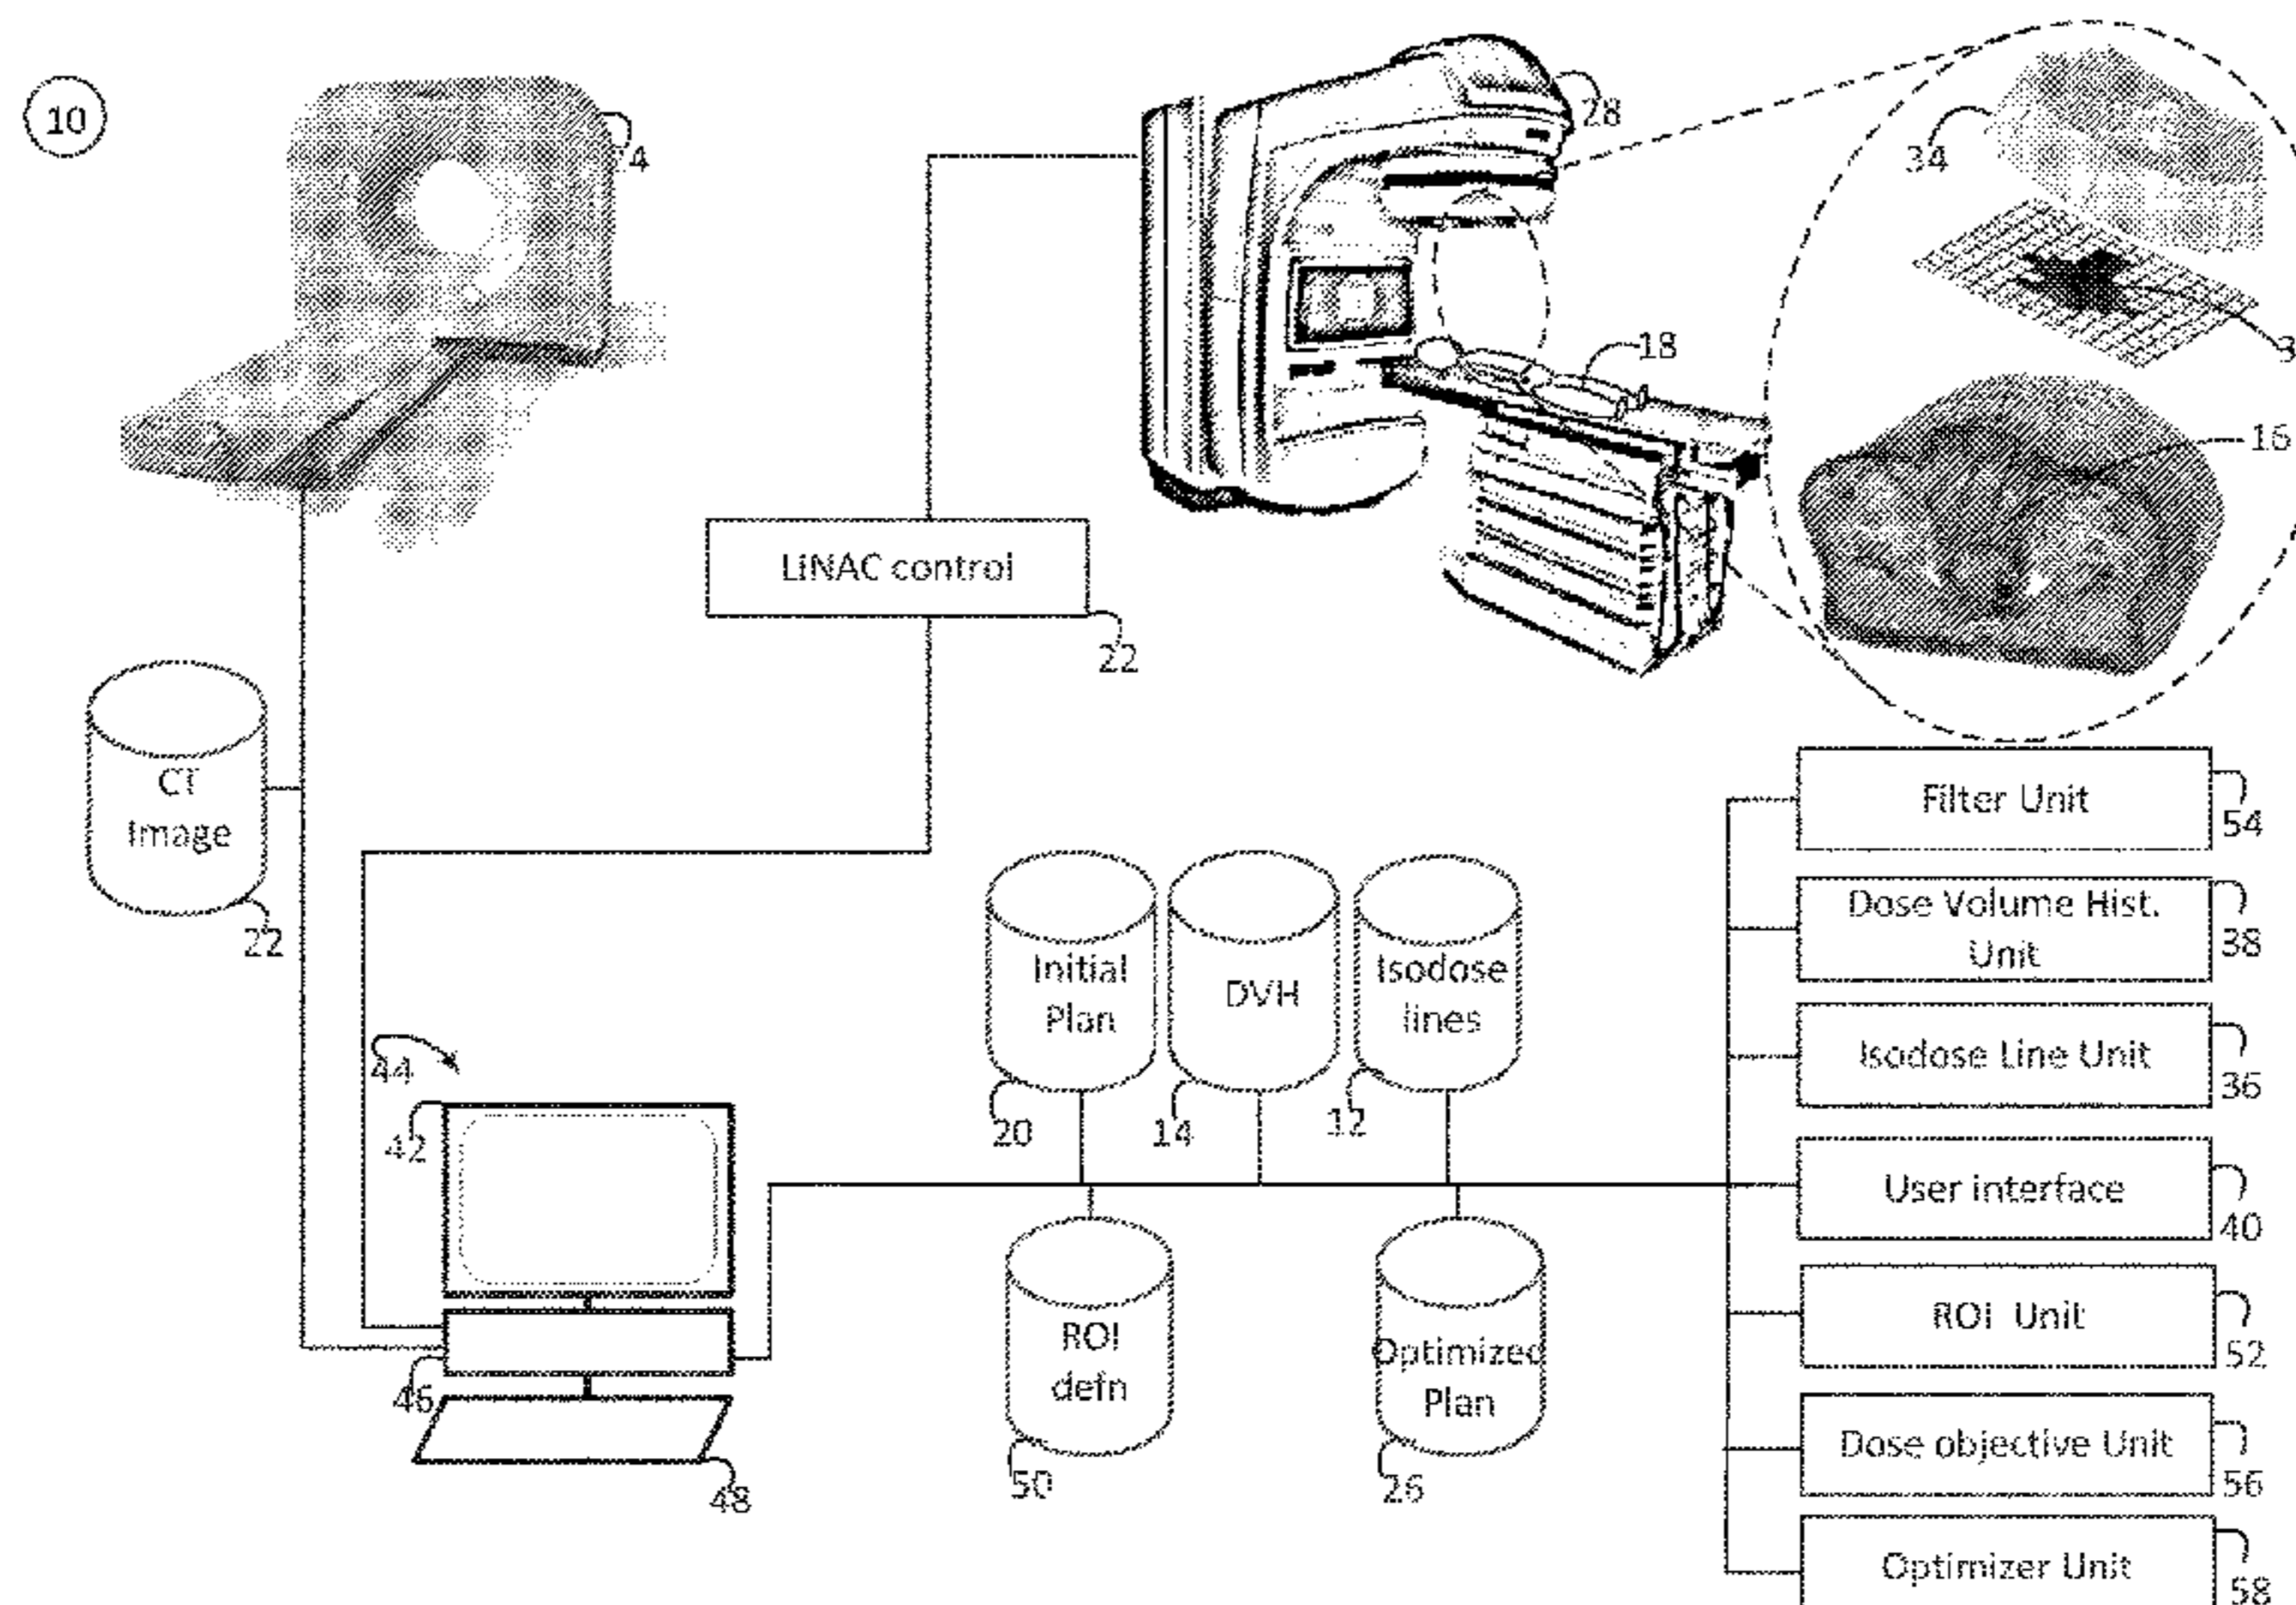 10
4
28
34
3
18
16
LINAC control
22
CT
Image
22
Filter Unit
54
Dose Volume Hist.
Unit
38
Initial
Plan
DVH
Isodose
lines
Isodose Line Unit
36
44
42
20
14
12
User interface
40
ROI
defn
Optimized
Plan
ROI Unit
52
46
48
50
26
Dose objective Unit
56
Optimizer Unit
58